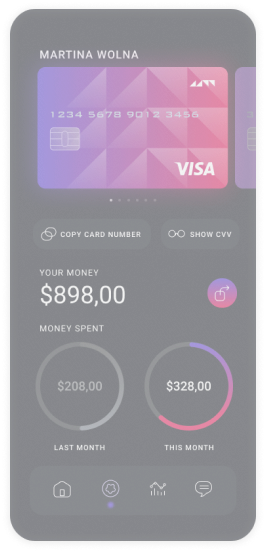 MARTINA WOLNA
1234 5678 9012 3456
VISA
COPY CARD NUMBER
SHOW CVV
YOUR MONEY
$898,00
MONEY SPENT
$208,00
$328,00
LAST MONTH
THIS MONTH